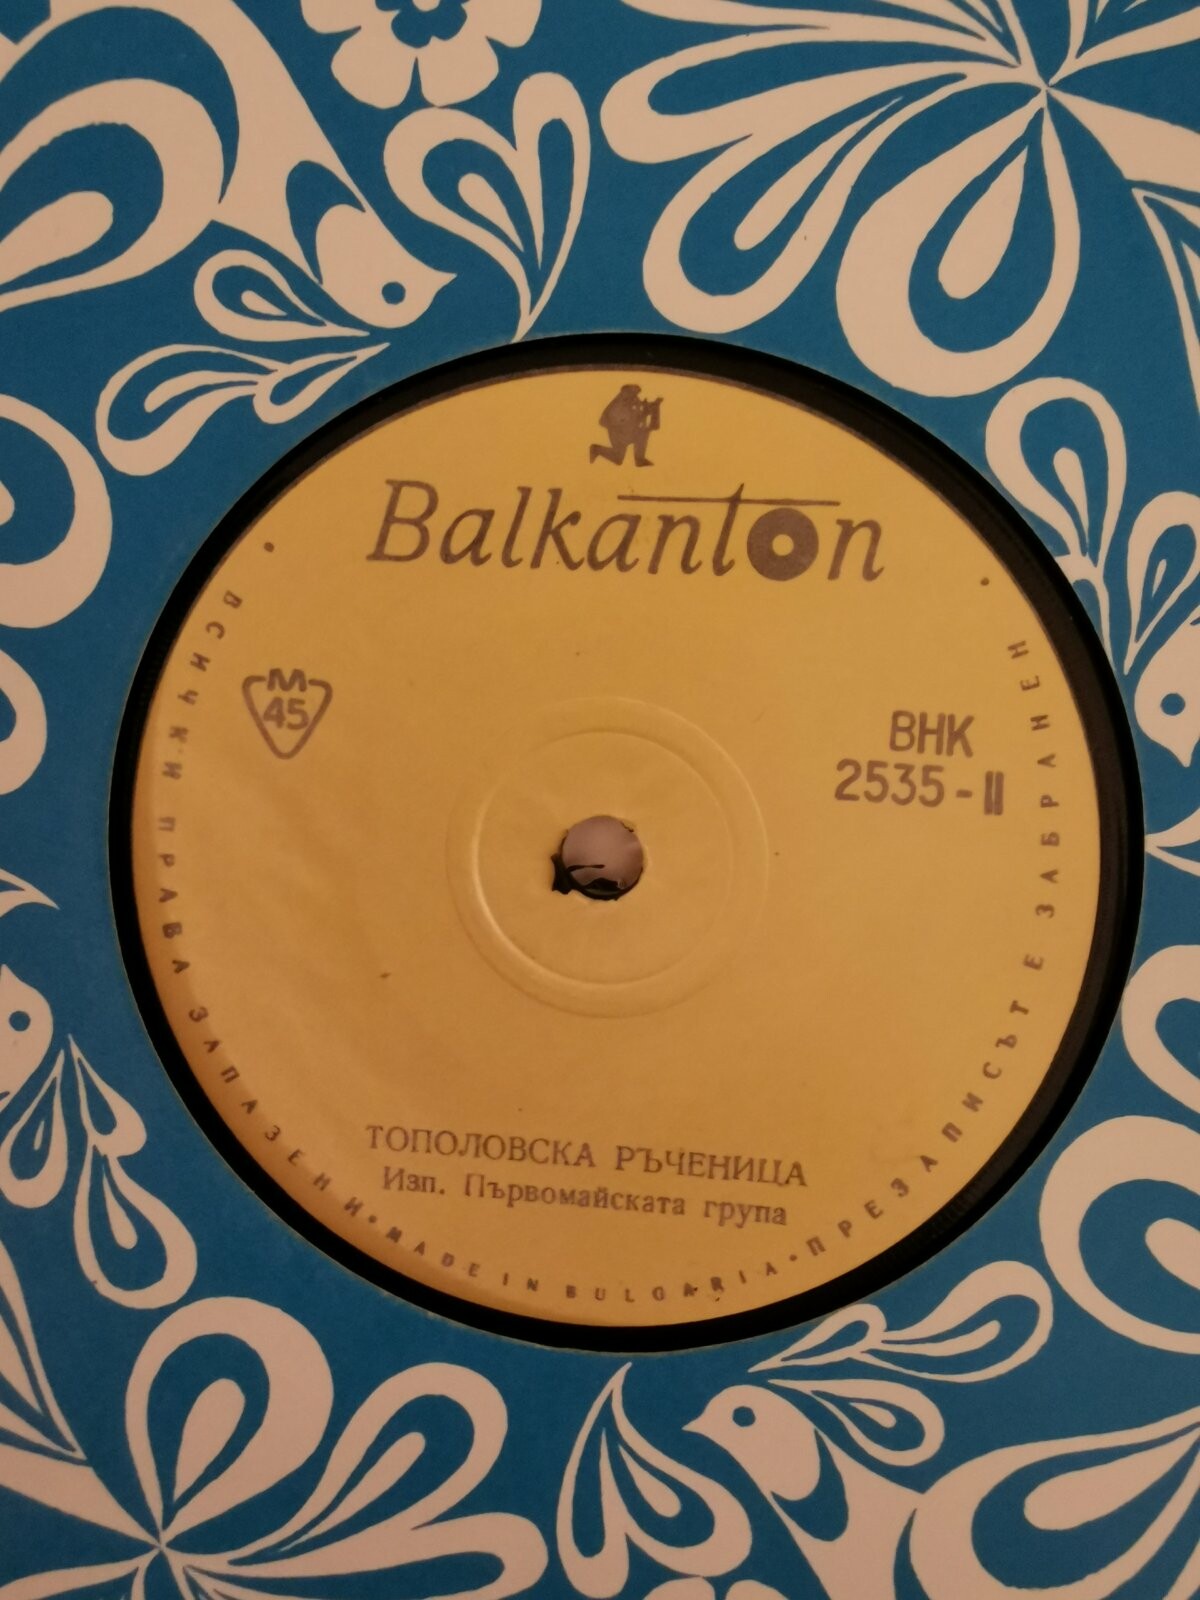 Balkanton
М
45
ВНК
2535-II
ТОПОЛОВСКА РЪЧЕНИЦА
Изп. Първомайската група
• ВСИЧКИ ПРАВА ЗАПАЗЕНИ • MADE IN BULGARIA • ПРЕЗАПИСЪТ Е ЗАБРАНЕН •